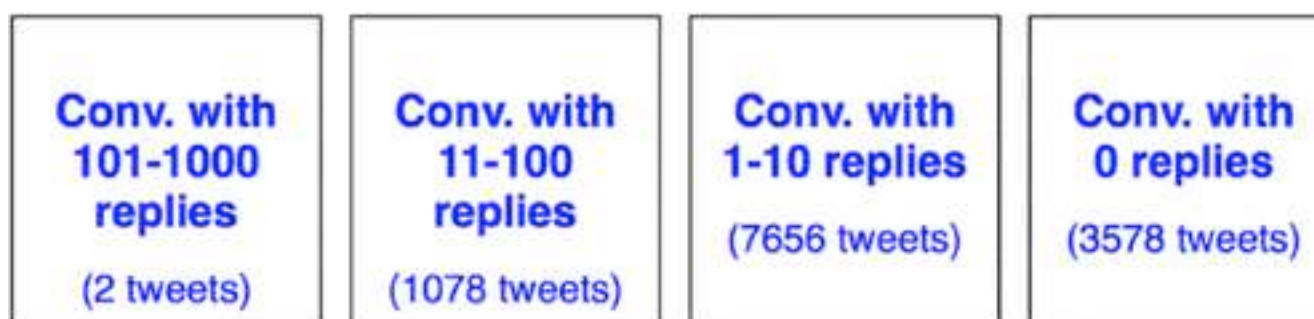 Conv. with
101-1000
replies
(2 tweets)
Conv. with
11-100
replies
(1078 tweets)
Conv. with
1-10 replies
(7656 tweets)
Conv. with
0 replies
(3578 tweets)